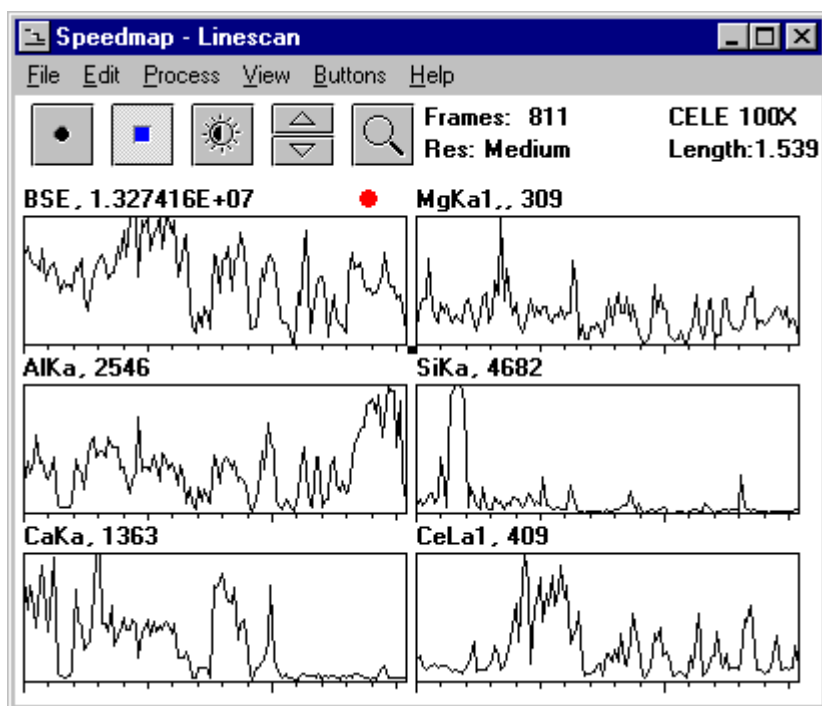 Speedmap - Linescan
File Edit Process View Buttons Help
Frames: 811 CELE 100X
Res: Medium Length:1.539
BSE, 1.327416E+07 MgKa1,, 309
AlKa, 2546 SiKa, 4682
CaKa, 1363 CeLa1, 409